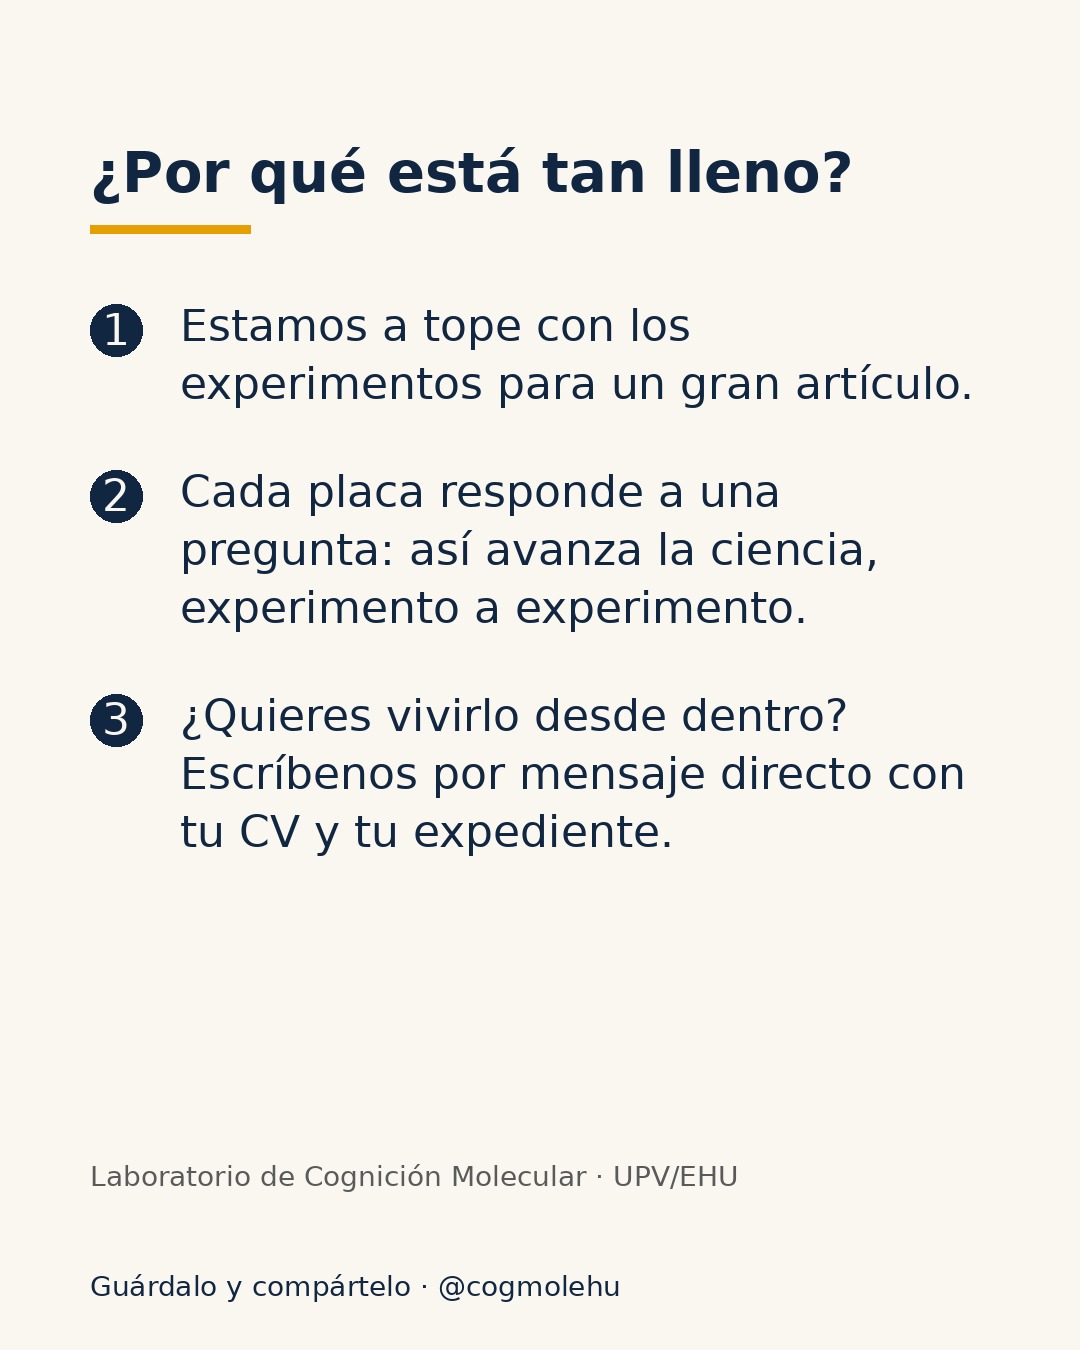 ¿Por qué está tan lleno?
1 Estamos a tope con los
experimentos para un gran artículo.
2 Cada placa responde a una
pregunta: así avanza la ciencia,
experimento a experimento.
3 ¿Quieres vivirlo desde dentro?
Escríbenos por mensaje directo con
tu CV y tu expediente.
Laboratorio de Cognición Molecular · UPV/EHU
Guárdalo y compártelo · @cogmolehu